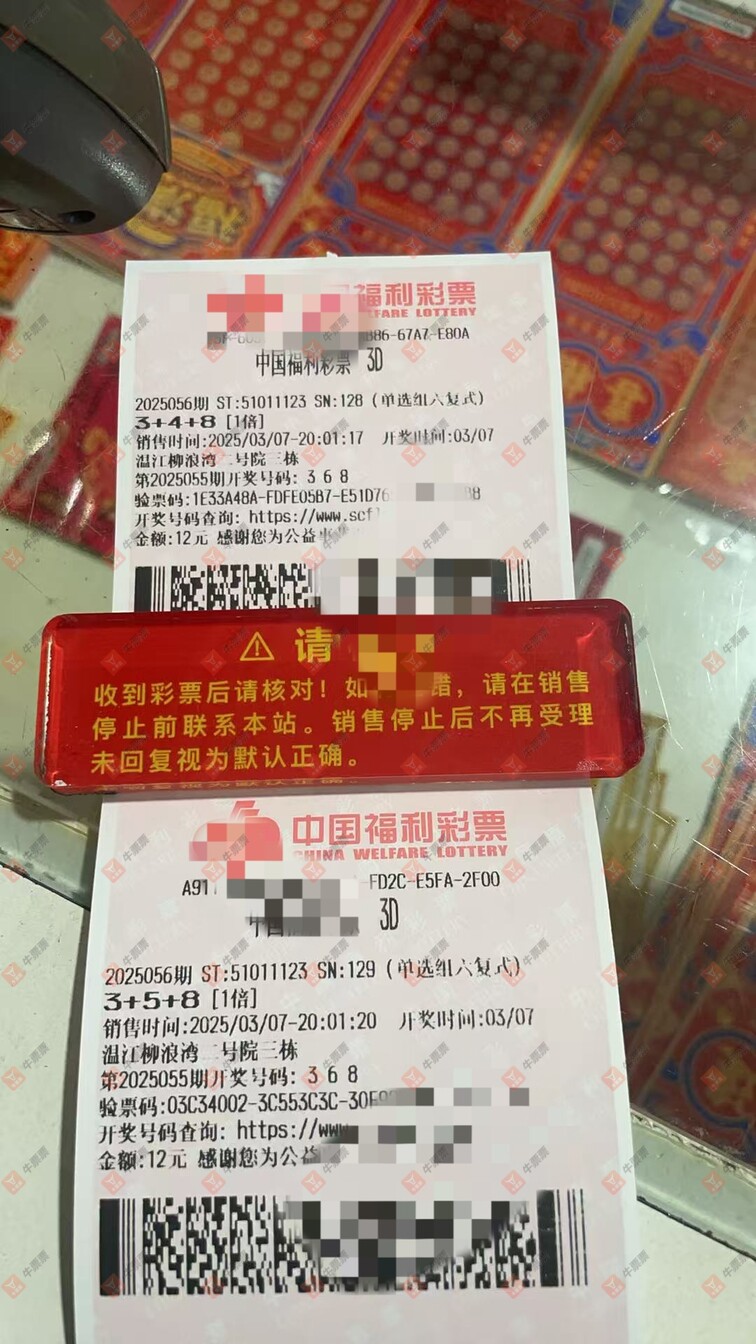 福利彩票
FARE LOTTERY
B86-67A7-E80A
中国福利彩票 3D
2025056期 ST:51011123 SN:128 (单选组六复式)
3+4+8 [1倍]
销售时间:2025/03/07-20:01:17 开奖时间:03/07
温江柳浪湾二号院三栋
第2025055期开奖号码: 3 6 8
验票码:1E33A48A-FDFE05B7-E51D76
开奖号码查询: https://www.scf
金额:12元 感谢您为公益
请
收到彩票后请核对！如 错，请在销售
停止前联系本站。销售停止后不再受理
未回复视为默认正确。
中国福利彩票
CHINA WELFARE LOTTERY
A911 -FD2C-E5FA-2F00
中国 3D
2025056期 ST:51011123 SN:129 (单选组六复式)
3+5+8 [1倍]
销售时间:2025/03/07-20:01:20 开奖时间:03/07
温江柳浪湾二号院三栋
第2025055期开奖号码: 3 6 8
验票码:03C34002-3C553C3C-30F
开奖号码查询: https://www
金额:12元 感谢您为公益